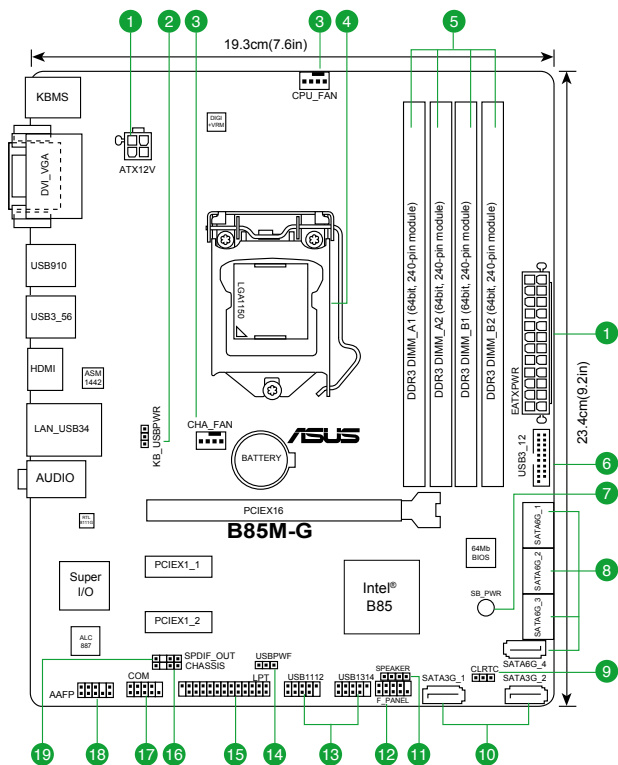 1
2
3
3
4
5
19.3cm(7.6in)
KBMS
CPU_FAN
DIGI
+VRM
ATX12V
DVI_VGA
USB910
USB3_56
HDMI
ASM
1442
LAN_USB34
AUDIO
LGA1150
DDR3 DIMM_A1 (64bit, 240-pin module)
DDR3 DIMM_A2 (64bit, 240-pin module)
DDR3 DIMM_B1 (64bit, 240-pin module)
DDR3 DIMM_B2 (64bit, 240-pin module)
EATXPWR
1
23.4cm(9.2in)
KB_USBPWR
CHA_FAN
BATTERY
ASUS
USB3_12
6
7
PCIEX16
B85M-G
RTL
8111G
PCIEX1_1
PCIEX1_2
Super
I/O
ALC
887
Intel®
B85
64Mb
BIOS
SB_PWR
SATA6G_1
SATA6G_2
SATA6G_3
8
SATA6G_4
9
SPDIF_OUT
CHASSIS
USBPWF
SPEAKER
CLRTC
AAFP
COM
LPT
USB1112
USB1314
F_PANEL
SATA3G_1
SATA3G_2
19
18
17
16
15
14
13
12
11
10